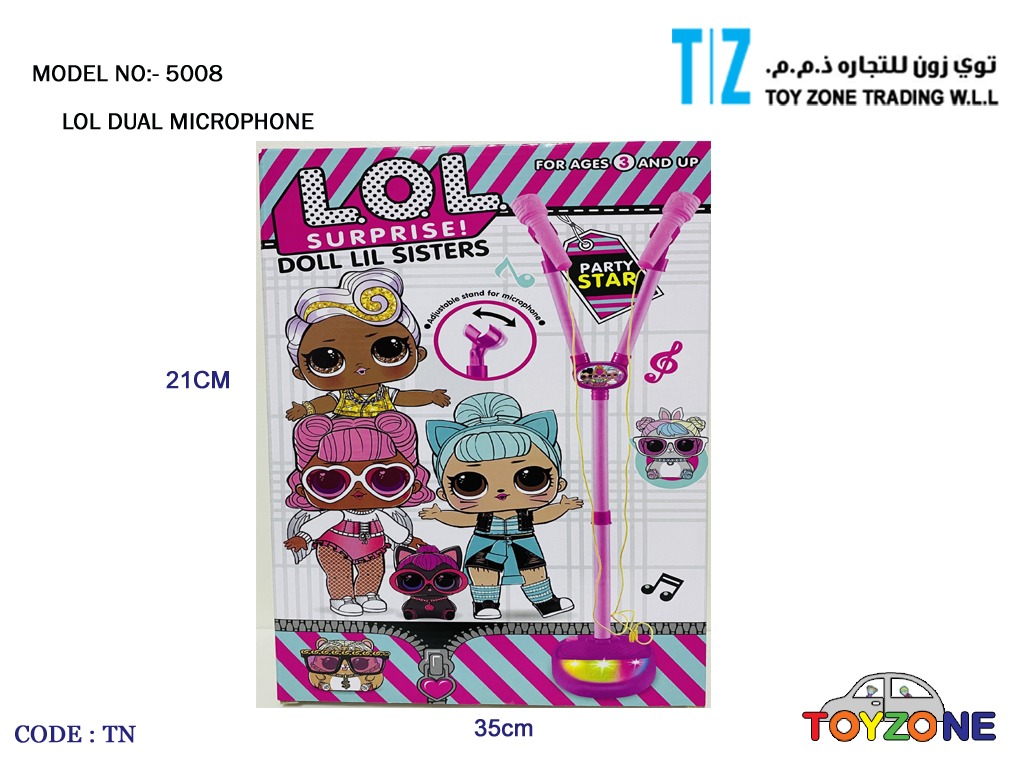 MODEL NO:- 5008
LOL DUAL MICROPHONE
T|Z
توي زون للتجاره ذ.م.م.
TOY ZONE TRADING W.L.L
FOR AGES 3 AND UP
L.O.L.
SURPRISE!
DOLL LIL SISTERS
PARTY
STAR
Adjustable stand for microphone
21CM
35cm
CODE : TN
TOYZONE